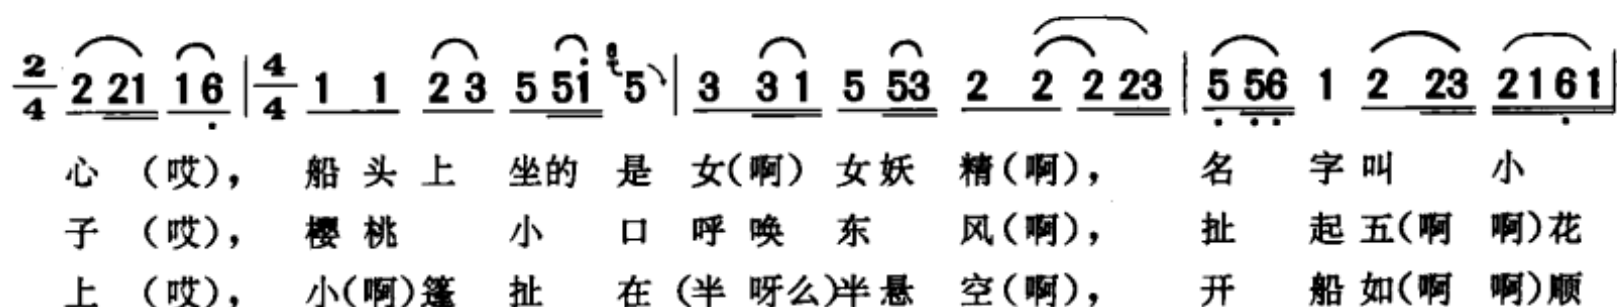 2/4 2 21 16 | 4/4 1 1 23 5 51 5 | 3 31 5 53 2 2 2 23 | 5 56 1 2 23 2161
心 （哎）， 船 头 上 坐的 是 女（啊） 女妖 精（啊）， 名 字 叫 小
子 （哎）， 樱 桃 小 口 呼 唤 东 风（啊）， 扯 起 五（啊 啊）花
上 （哎）， 小（啊）篷 扯 在 （半 呀么）半 悬 空（啊）， 开 船 如（啊 啊）顺